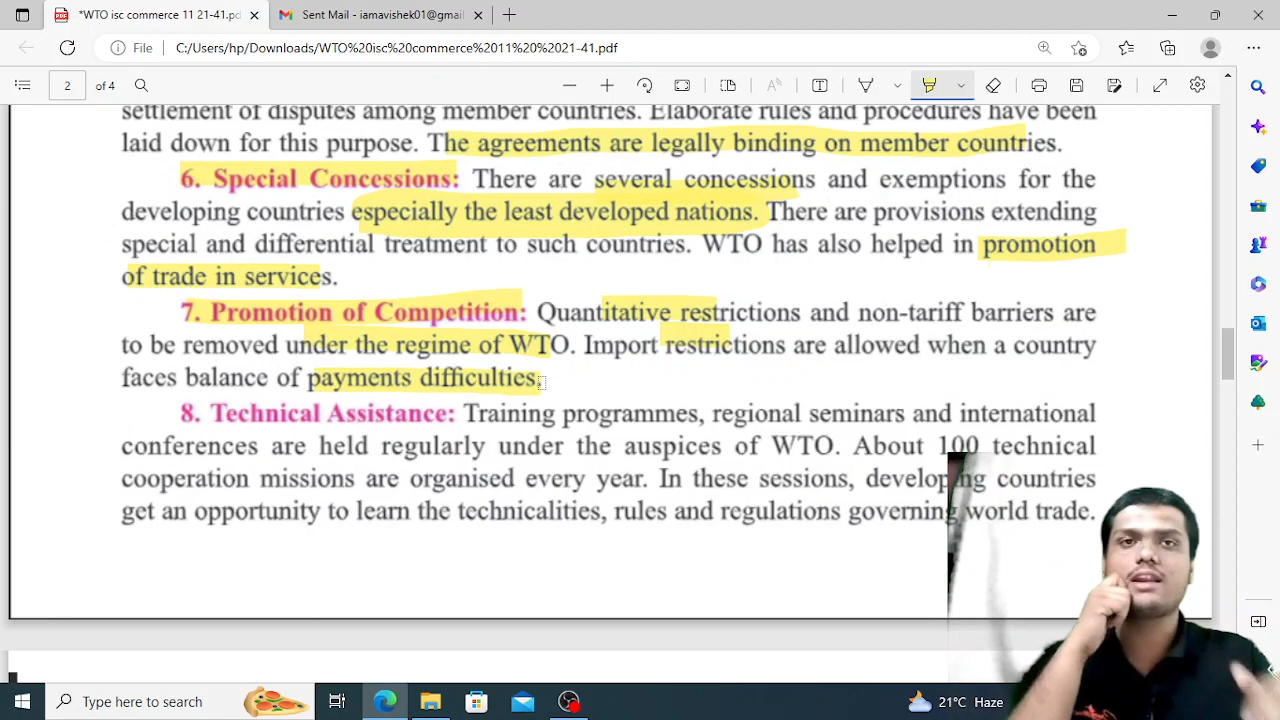 "WTO isc commerce 11 21-41.pd
Sent Mail - iamavishek01@gmail
File
C:/Users/hp/Downloads/WTO%20isc%20commerce%2011%2021-41.pdf
2 of 4
settlement of disputes among member countries. Elaborate rules and procedures have been
laid down for this purpose. The agreements are legally binding on member countries.
6. Special Concessions: There are several concessions and exemptions for the
developing countries especially the least developed nations. There are provisions extending
special and differential treatment to such countries. WTO has also helped in promotion
of trade in services.
7. Promotion of Competition: Quantitative restrictions and non-tariff barriers are
to be removed under the regime of WTO. Import restrictions are allowed when a country
faces balance of payments difficulties.
8. Technical Assistance: Training programmes, regional seminars and international
conferences are held regularly under the auspices of WTO. About 100 technical
cooperation missions are organised every year. In these sessions, developing countries
get an opportunity to learn the technicalities, rules and regulations governing world trade.
Type here to search
21°C Haze